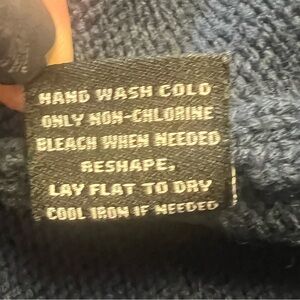 HAND WASH COLD
ONLY NON-CHLORINE
BLEACH WHEN NEEDED
RESHAPE,
LAY FLAT TO DRY
COOL IRON IF NEEDED